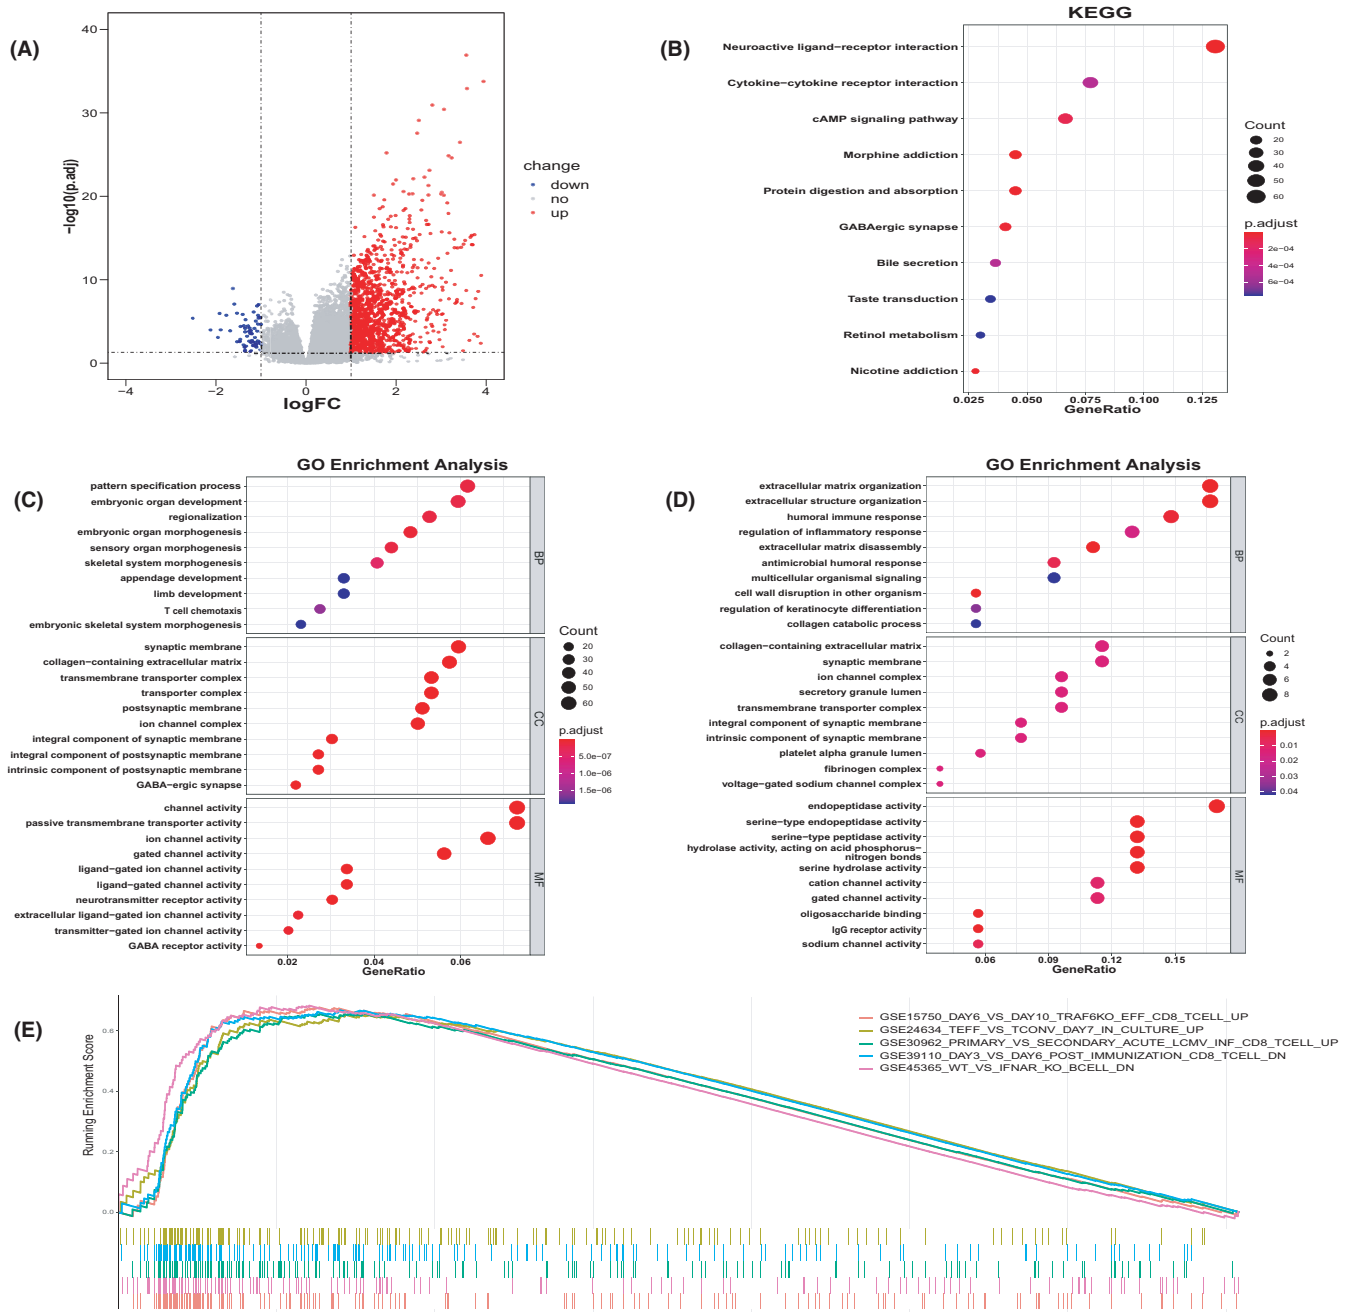 (A)
40
30
20
10
0
−log10(p.adj)
−4
−2
0
2
4
logFC
change
down
no
up
(B)
KEGG
Neuroactive ligand−receptor interaction
Cytokine−cytokine receptor interaction
cAMP signaling pathway
Morphine addiction
Protein digestion and absorption
GABAergic synapse
Bile secretion
Taste transduction
Retinol metabolism
Nicotine addiction
0.025
0.050
0.075
0.100
0.125
GeneRatio
Count
20
30
40
50
60
p.adjust
2e−04
4e−04
6e−04
(C)
GO Enrichment Analysis
pattern specification process
embryonic organ development
regionalization
embryonic organ morphogenesis
sensory organ morphogenesis
skeletal system morphogenesis
appendage development
limb development
T cell chemotaxis
embryonic skeletal system morphogenesis
BP
synaptic membrane
collagen−containing extracellular matrix
transmembrane transporter complex
transporter complex
postsynaptic membrane
ion channel complex
integral component of synaptic membrane
integral component of postsynaptic membrane
intrinsic component of postsynaptic membrane
GABA−ergic synapse
CC
channel activity
passive transmembrane transporter activity
ion channel activity
gated channel activity
ligand−gated ion channel activity
ligand−gated channel activity
neurotransmitter receptor activity
extracellular ligand−gated ion channel activity
transmitter−gated ion channel activity
GABA receptor activity
MF
0.02
0.04
0.06
GeneRatio
Count
20
30
40
50
60
p.adjust
5.0e−07
1.0e−06
1.5e−06
(D)
GO Enrichment Analysis
extracellular matrix organization
extracellular structure organization
humoral immune response
regulation of inflammatory response
extracellular matrix disassembly
antimicrobial humoral response
multicellular organismal signaling
cell wall disruption in other organism
regulation of keratinocyte differentiation
collagen catabolic process
BP
collagen−containing extracellular matrix
synaptic membrane
ion channel complex
secretory granule lumen
transmembrane transporter complex
integral component of synaptic membrane
intrinsic component of synaptic membrane
platelet alpha granule lumen
fibrinogen complex
voltage−gated sodium channel complex
CC
endopeptidase activity
serine−type endopeptidase activity
serine−type peptidase activity
hydrolase activity, acting on acid phosphorus−
nitrogen bonds
serine hydrolase activity
cation channel activity
gated channel activity
oligosaccharide binding
IgG receptor activity
sodium channel activity
MF
0.06
0.09
0.12
0.15
GeneRatio
Count
2
4
6
8
p.adjust
0.01
0.02
0.03
0.04
(E)
0.6
0.4
0.2
0.0
Running Enrichment Score
GSE15750_DAY6_VS_DAY10_TRAF6KO_EFF_CD8_TCELL_UP
GSE24634_TEFF_VS_TCONV_DAY7_IN_CULTURE_UP
GSE30962_PRIMARY_VS_SECONDARY_ACUTE_LCMV_INF_CD8_TCELL_UP
GSE39110_DAY3_VS_DAY6_POST_IMMUNIZATION_CD8_TCELL_DN
GSE45365_WT_VS_IFNAR_KO_BCELL_DN